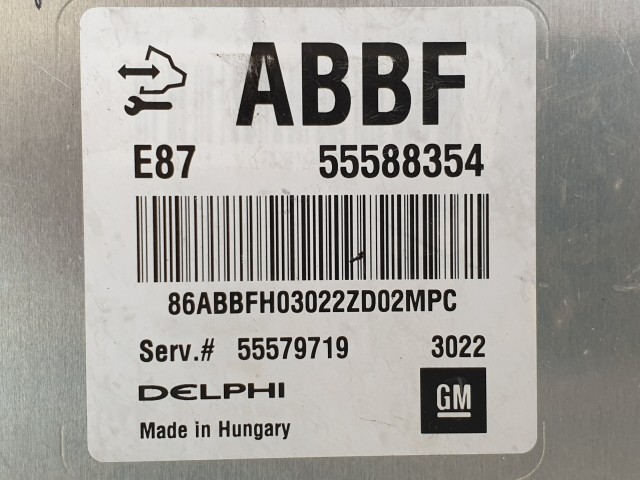 ABBF
E87 55588354
86ABBFH03022ZD02MPC
Serv.# 55579719 3022
DELPHI
GM
Made in Hungary